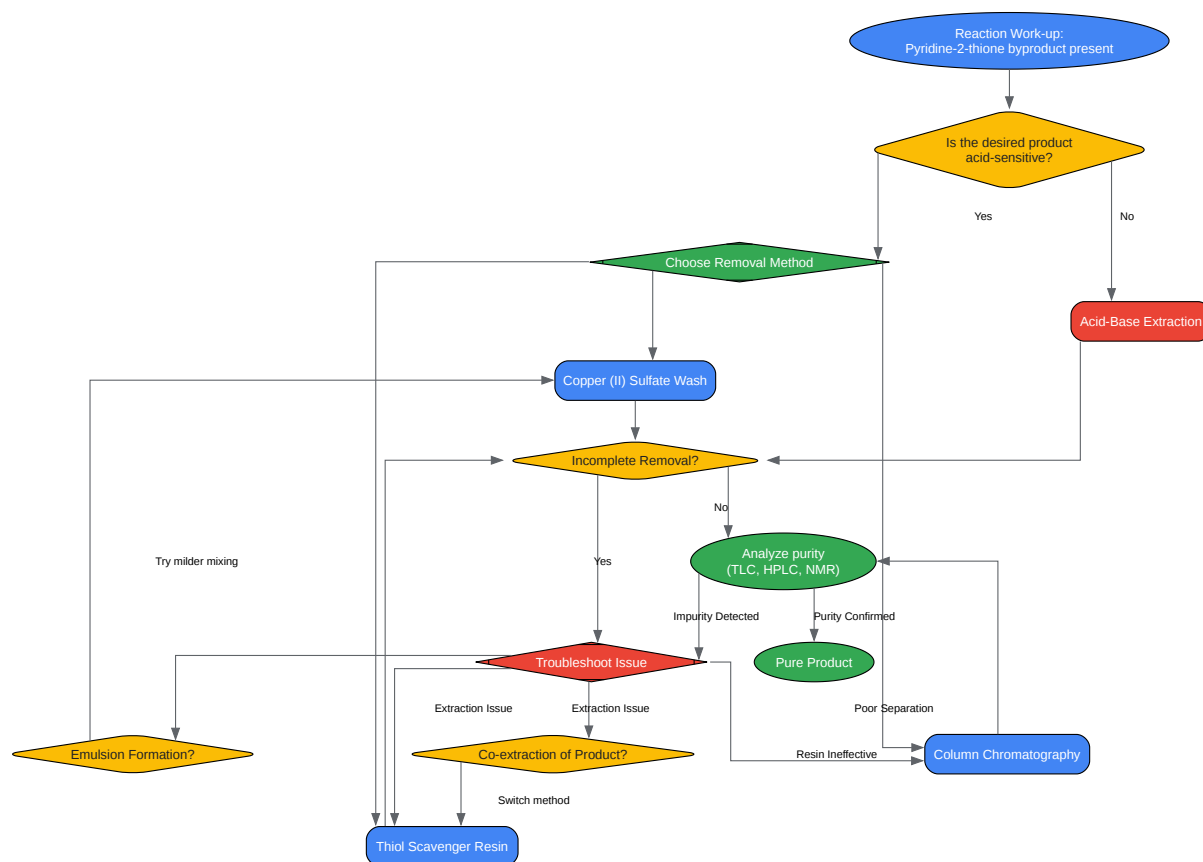 Reaction Work-up:
Pyridine-2-thione byproduct present
Is the desired product
acid-sensitive?
Yes
No
Choose Removal Method
Acid-Base Extraction
Copper (II) Sulfate Wash
Incomplete Removal?
No
Try milder mixing
Yes
Analyze purity
(TLC, HPLC, NMR)
Impurity Detected
Purity Confirmed
Troubleshoot Issue
Pure Product
Extraction Issue
Extraction Issue
Poor Separation
Emulsion Formation?
Co-extraction of Product?
Resin Ineffective
Column Chromatography
Switch method
Thiol Scavenger Resin